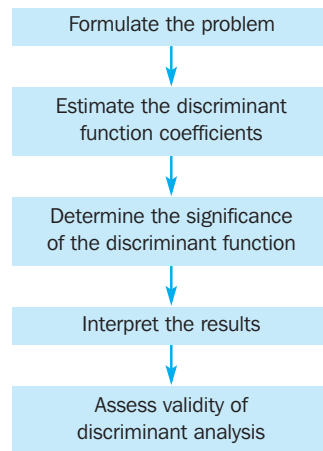 Formulate the problem
Estimate the discriminant
function coefficients
Determine the significance
of the discriminant function
Interpret the results
Assess validity of
discriminant analysis